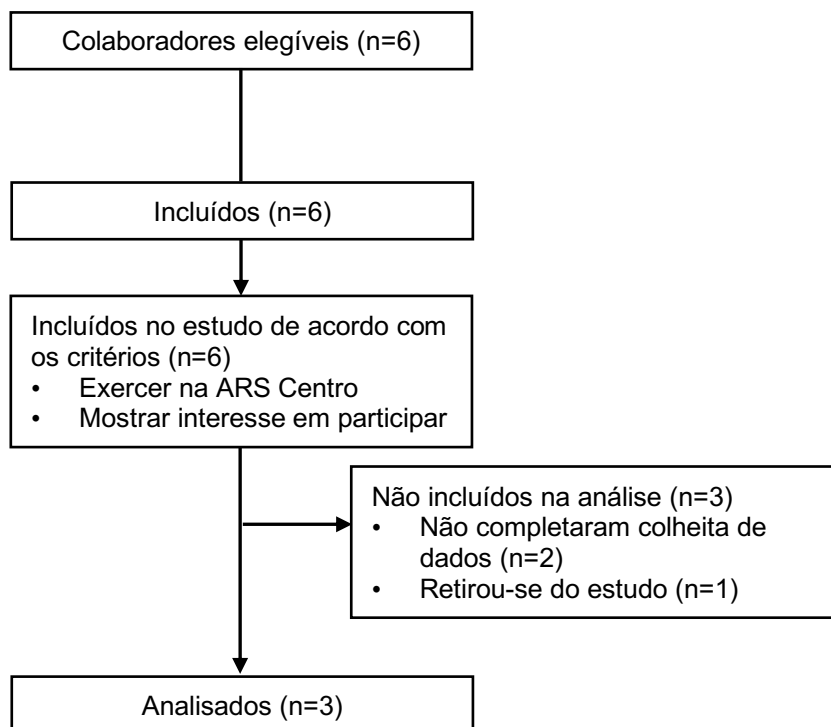 Colaboradores elegíveis (n=6)
Incluídos (n=6)
Incluídos no estudo de acordo com
os critérios (n=6)
• Exercer na ARS Centro
• Mostrar interesse em participar
Não incluídos na análise (n=3)
• Não completaram colheita de
dados (n=2)
• Retirou-se do estudo (n=1)
Analisados (n=3)